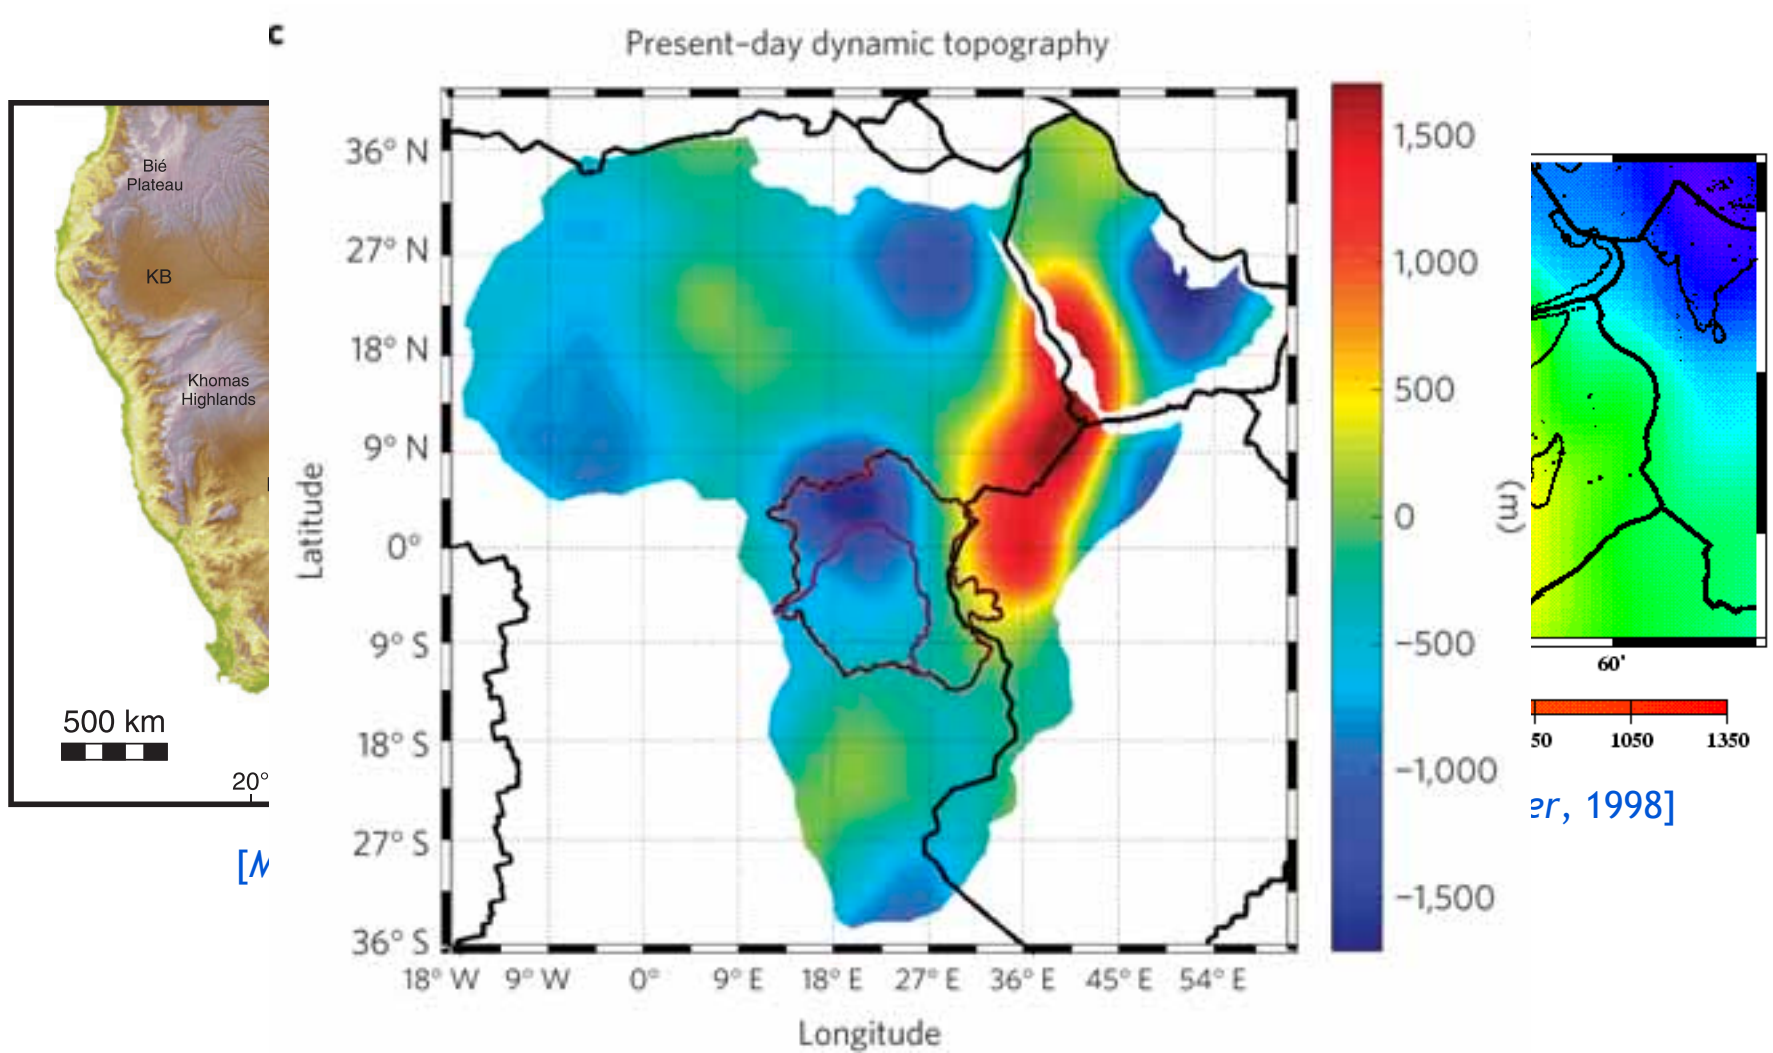 c
Present-day dynamic topography
Bié
Plateau
KB
Khomas
Highlands
500 km
20°
[M
36° N
27° N
18° N
9° N
0°
9° S
18° S
27° S
36° S
Latitude
18° W
9° W
0°
9° E
18° E
27° E
36° E
45° E
54° E
Longitude
1,500
1,000
500
0
−500
−1,000
−1,500
(m)
60'
50
1050
1350
er, 1998]